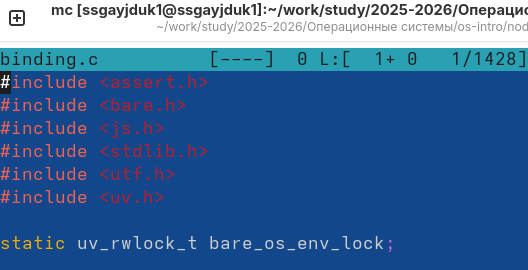 mc [ssgayjduk1@ssgayjduk1]:~/work/study/2025-2026/Операцио
~/work/study/2025-2026/Операционные системы/os-intro/nod
binding.c [----] 0 L:[ 1+ 0 1/1428]
#include <assert.h>
#include <bare.h>
#include <js.h>
#include <stdlib.h>
#include <utf.h>
#include <uv.h>
static uv_rwlock_t bare_os_env_lock;